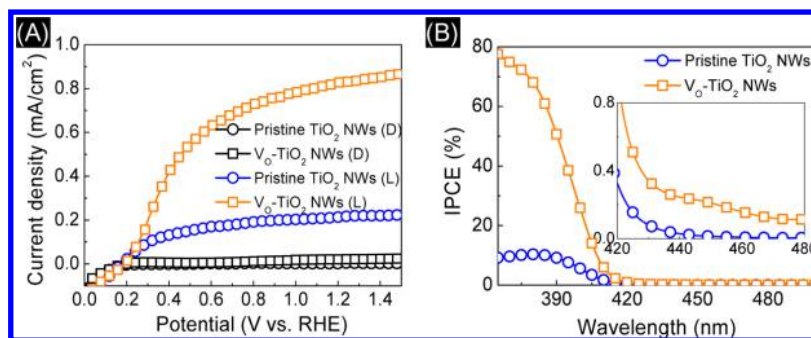 (A)
Current density (mA/cm²)
1.0
0.8
0.6
0.4
0.2
0.0
Pristine TiO₂ NWs (D)
V₀-TiO₂ NWs (D)
Pristine TiO₂ NWs (L)
V₀-TiO₂ NWs (L)
0.0 0.2 0.4 0.6 0.8 1.0 1.2 1.4
Potential (V vs. RHE)
(B)
IPCE (%)
80
60
40
20
0
Pristine TiO₂ NWs
V₀-TiO₂ NWs
0.8
0.4
0.0
420 440 460 480
390 420 450 480
Wavelength (nm)